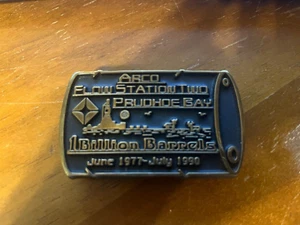 ARCO
FLOW STATION TWO
PRUDHOE BAY
1 Billion Barrels
June 1977-July 1990